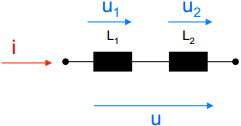 u₁ u₂
i L₁ L₂
u